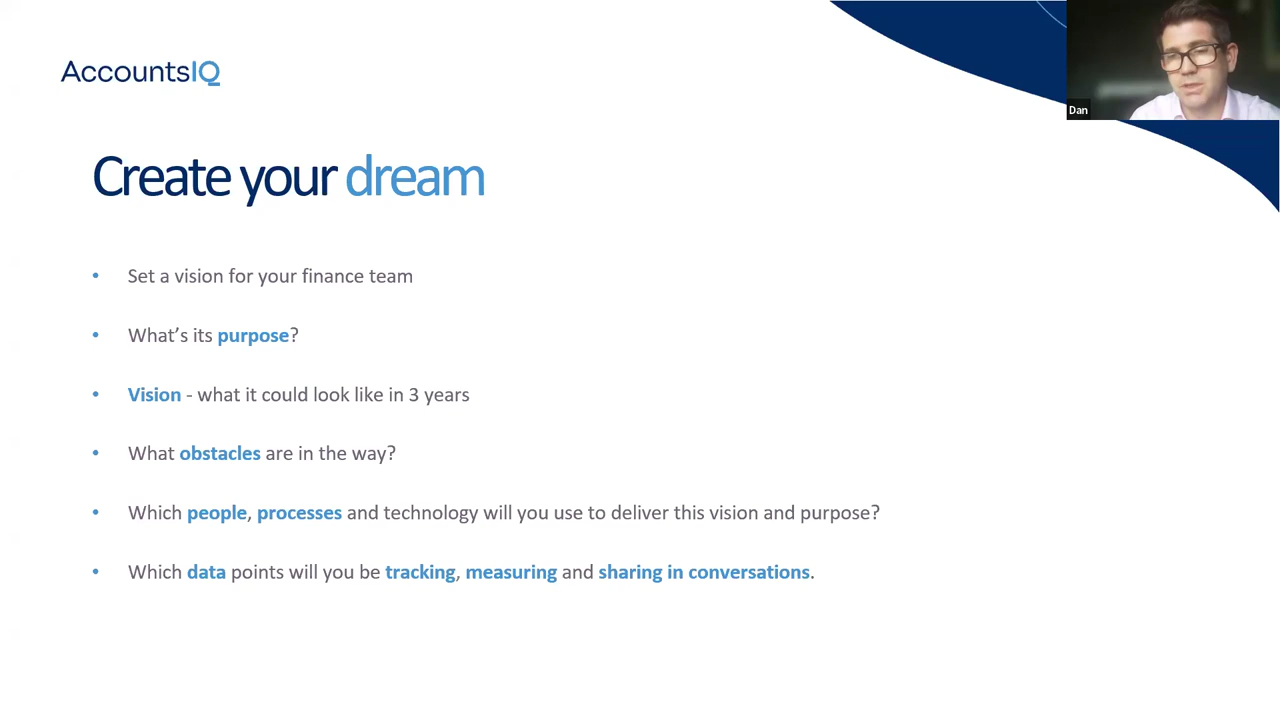 AccountsIQ
Dan
Create your dream
• Set a vision for your finance team
• What’s its purpose?
• Vision - what it could look like in 3 years
• What obstacles are in the way?
• Which people, processes and technology will you use to deliver this vision and purpose?
• Which data points will you be tracking, measuring and sharing in conversations.